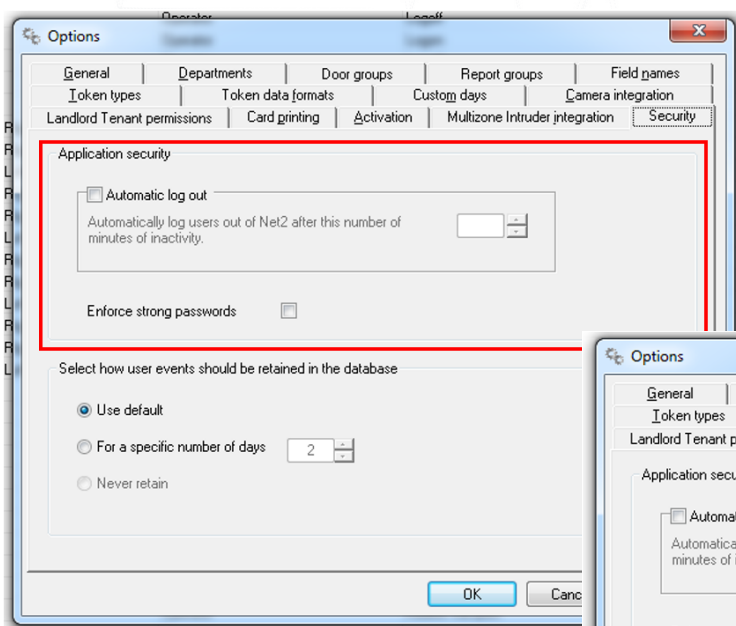 Operator Logoff
Options
General Departments Door groups Report groups Field names
Token types Token data formats Custom days Camera integration
Landlord Tenant permissions Card printing Activation Multizone Intruder integration Security
Application security
Automatic log out
Automatically log users out of Net2 after this number of
minutes of inactivity.
Enforce strong passwords
Select how user events should be retained in the database
Use default
For a specific number of days 2
Never retain
OK Canc
Options
General
Token types
Landlord Tenant p
Application secu
Automat
Automatica
minutes of i